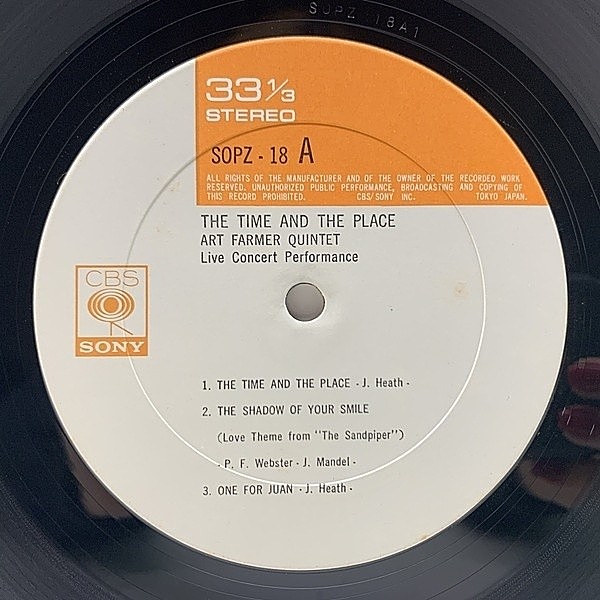 SOPZ 18A1
33 1/3
STEREO
SOPZ - 18 A
ALL RIGHTS OF THE MANUFACTURER AND OF THE OWNER OF THE RECORDED WORK
RESERVED. UNAUTHORIZED PUBLIC PERFORMANCE, BROADCASTING AND COPYING OF
THIS RECORD PROHIBITED. CBS/SONY INC. TOKYO JAPAN.
THE TIME AND THE PLACE
ART FARMER QUINTET
Live Concert Performance
CBS
SONY
1. THE TIME AND THE PLACE - J. Heath -
2. THE SHADOW OF YOUR SMILE
(Love Theme from "The Sandpiper")
- P. F. Webster - J. Mandel -
3. ONE FOR JUAN - J. Heath -